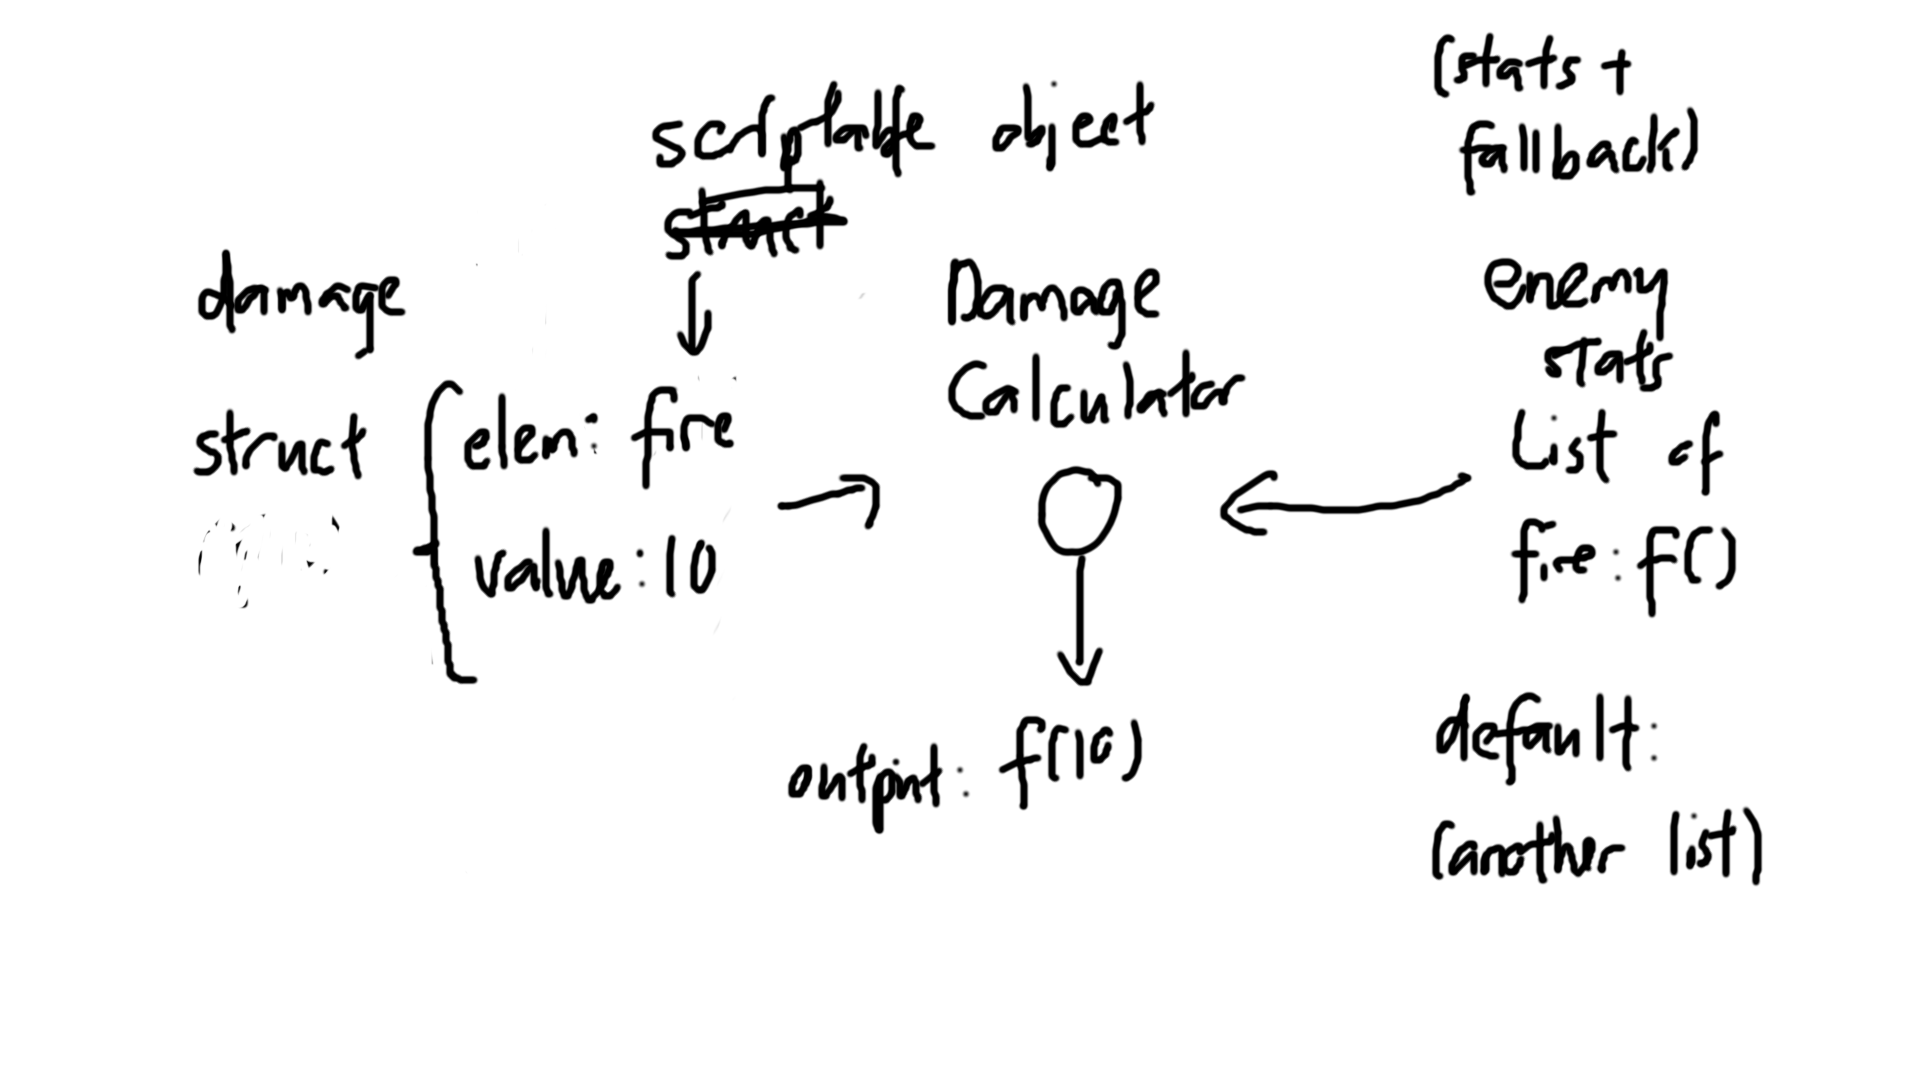 scriptable object
struct
damage
struct
elem: fire
value: 10
Damage
Calculator
output: f(10)
(stats +
fallback)
enemy
stats
List of
fire: f()
default:
(another list)